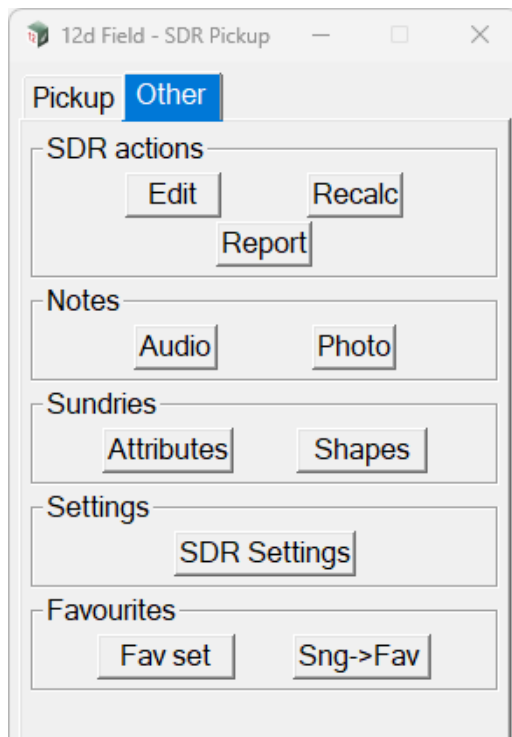 12d Field - SDR Pickup
Pickup Other
SDR actions
Edit Recalc
Report
Notes
Audio Photo
Sundries
Attributes Shapes
Settings
SDR Settings
Favourites
Fav set Sng->Fav